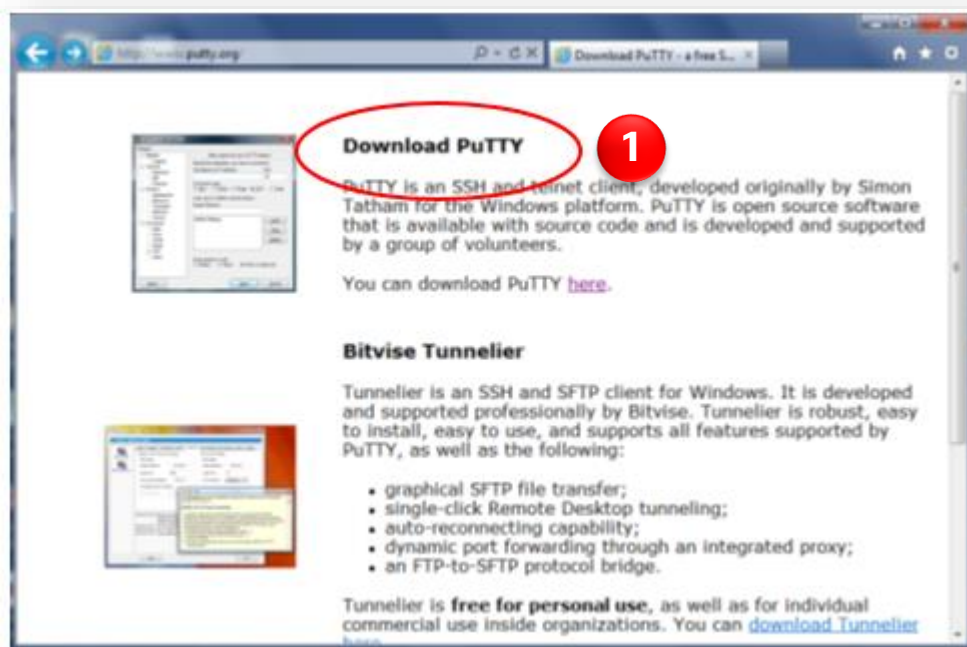 http://www.putty.org/
Download PuTTY - a free S...
Download PuTTY
1
PuTTY is an SSH and telnet client, developed originally by Simon
Tatham for the Windows platform. PuTTY is open source software
that is available with source code and is developed and supported
by a group of volunteers.
You can download PuTTY here.
Bitvise Tunnelier
Tunnelier is an SSH and SFTP client for Windows. It is developed
and supported professionally by Bitvise. Tunnelier is robust, easy
to install, easy to use, and supports all features supported by
PuTTY, as well as the following:
• graphical SFTP file transfer;
• single-click Remote Desktop tunneling;
• auto-reconnecting capability;
• dynamic port forwarding through an integrated proxy;
• an FTP-to-SFTP protocol bridge.
Tunnelier is free for personal use, as well as for individual
commercial use inside organizations. You can download Tunnelier
here